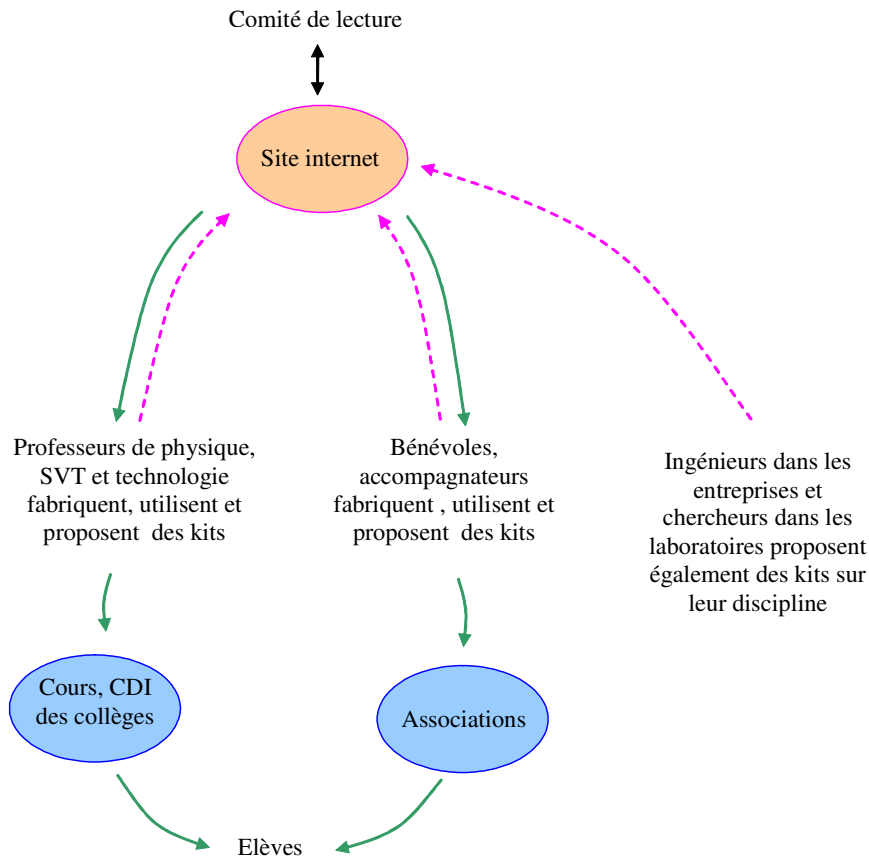 Comité de lecture
Site internet
Professeurs de physique,
SVT et technologie
fabriquent, utilisent et
proposent des kits
Bénévoles,
accompagnateurs
fabriquent , utilisent et
proposent des kits
Ingénieurs dans les
entreprises et
chercheurs dans les
laboratoires proposent
également des kits sur
leur discipline
Cours, CDI
des collèges
Associations
Elèves